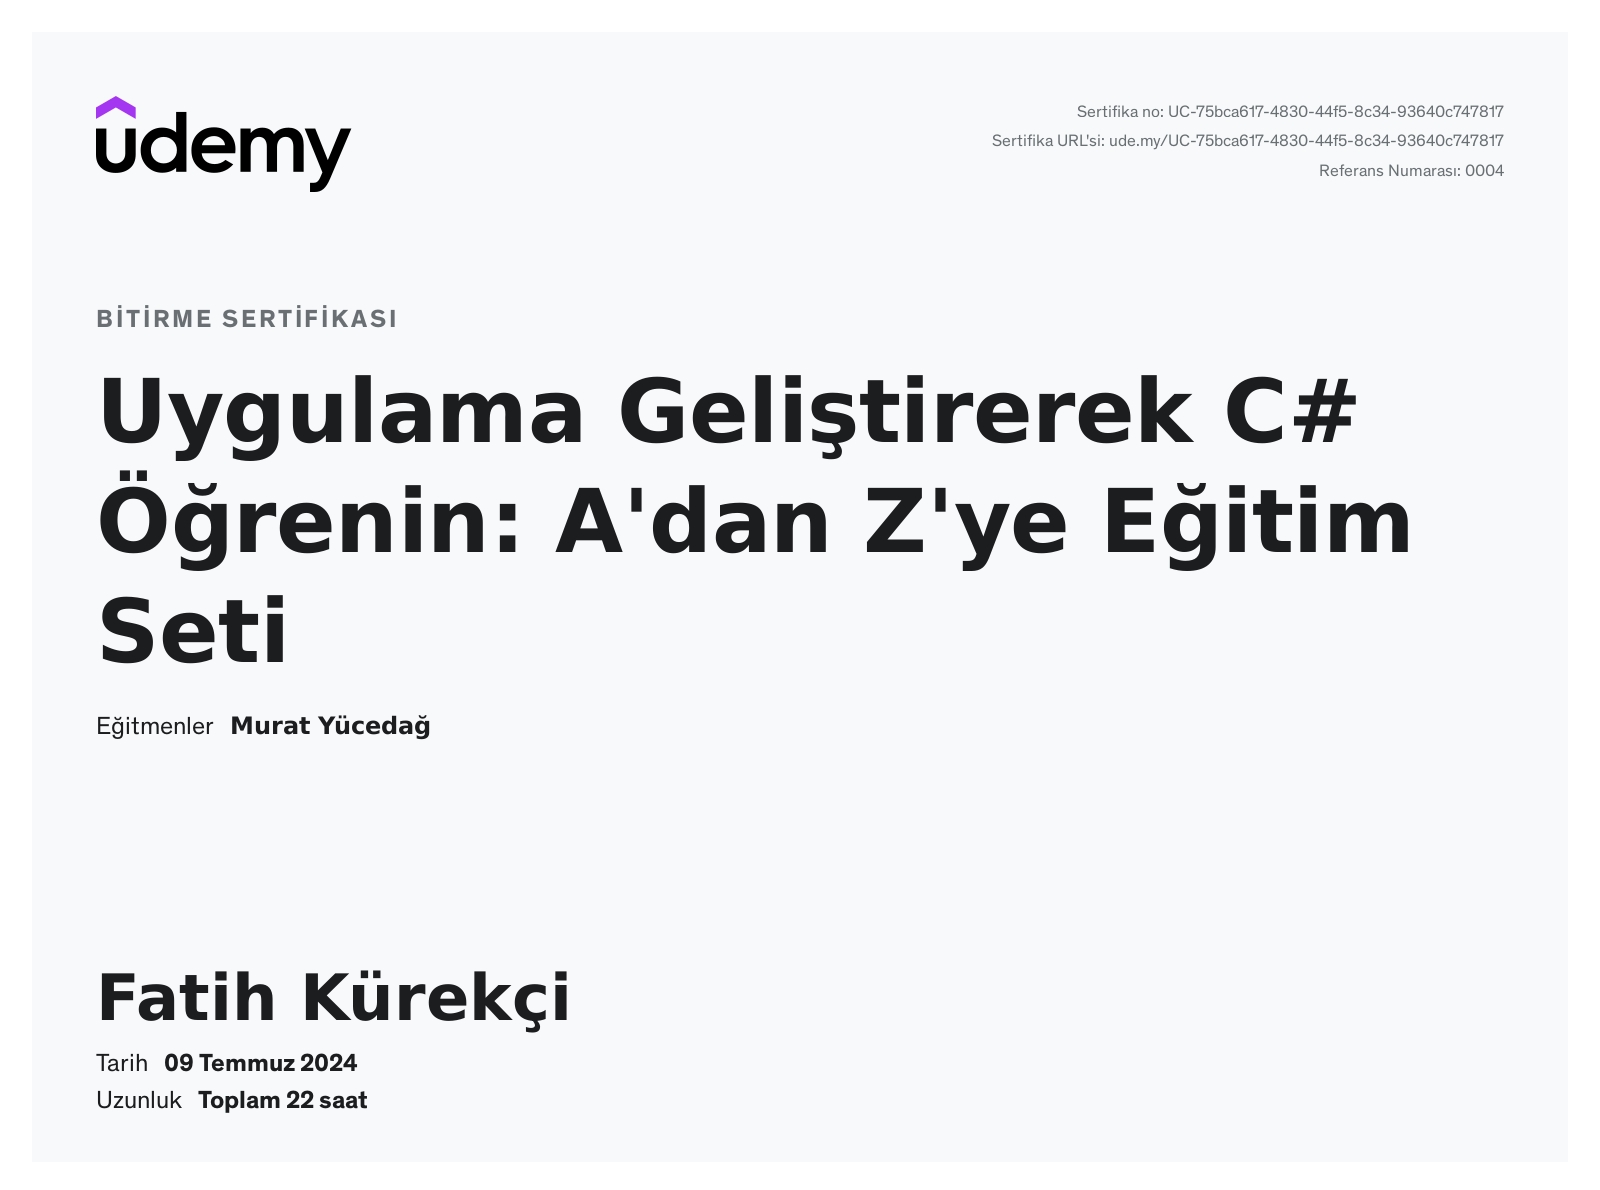 udemy
Sertifika no: UC-75bca617-4830-44f5-8c34-93640c747817
Sertifika URL'si: ude.my/UC-75bca617-4830-44f5-8c34-93640c747817
Referans Numarası: 0004
BİTİRME SERTİFİKASI
Uygulama Geliştirerek C#
Öğrenin: A'dan Z'ye Eğitim
Seti
Eğitmenler Murat Yücedağ
Fatih Kürekçi
Tarih 09 Temmuz 2024
Uzunluk Toplam 22 saat